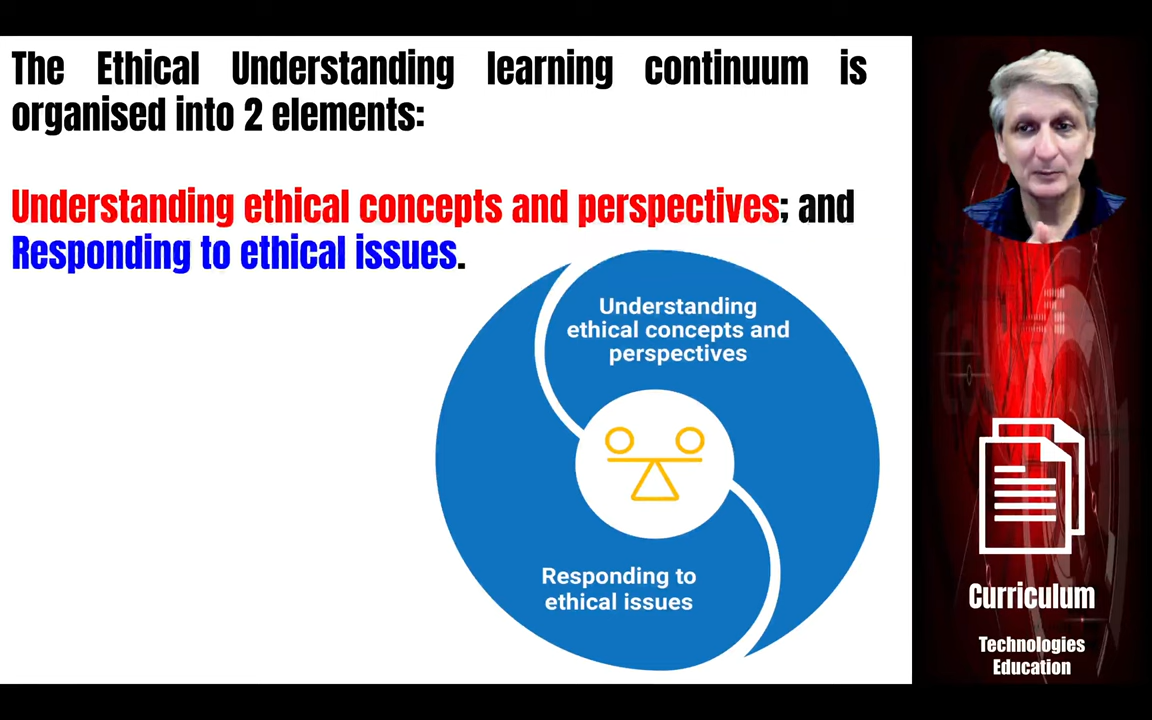 The Ethical Understanding learning continuum is
organised into 2 elements:
Understanding ethical concepts and perspectives; and
Responding to ethical issues.
Understanding
ethical concepts and
perspectives
Responding to
ethical issues
Curriculum
Technologies
Education